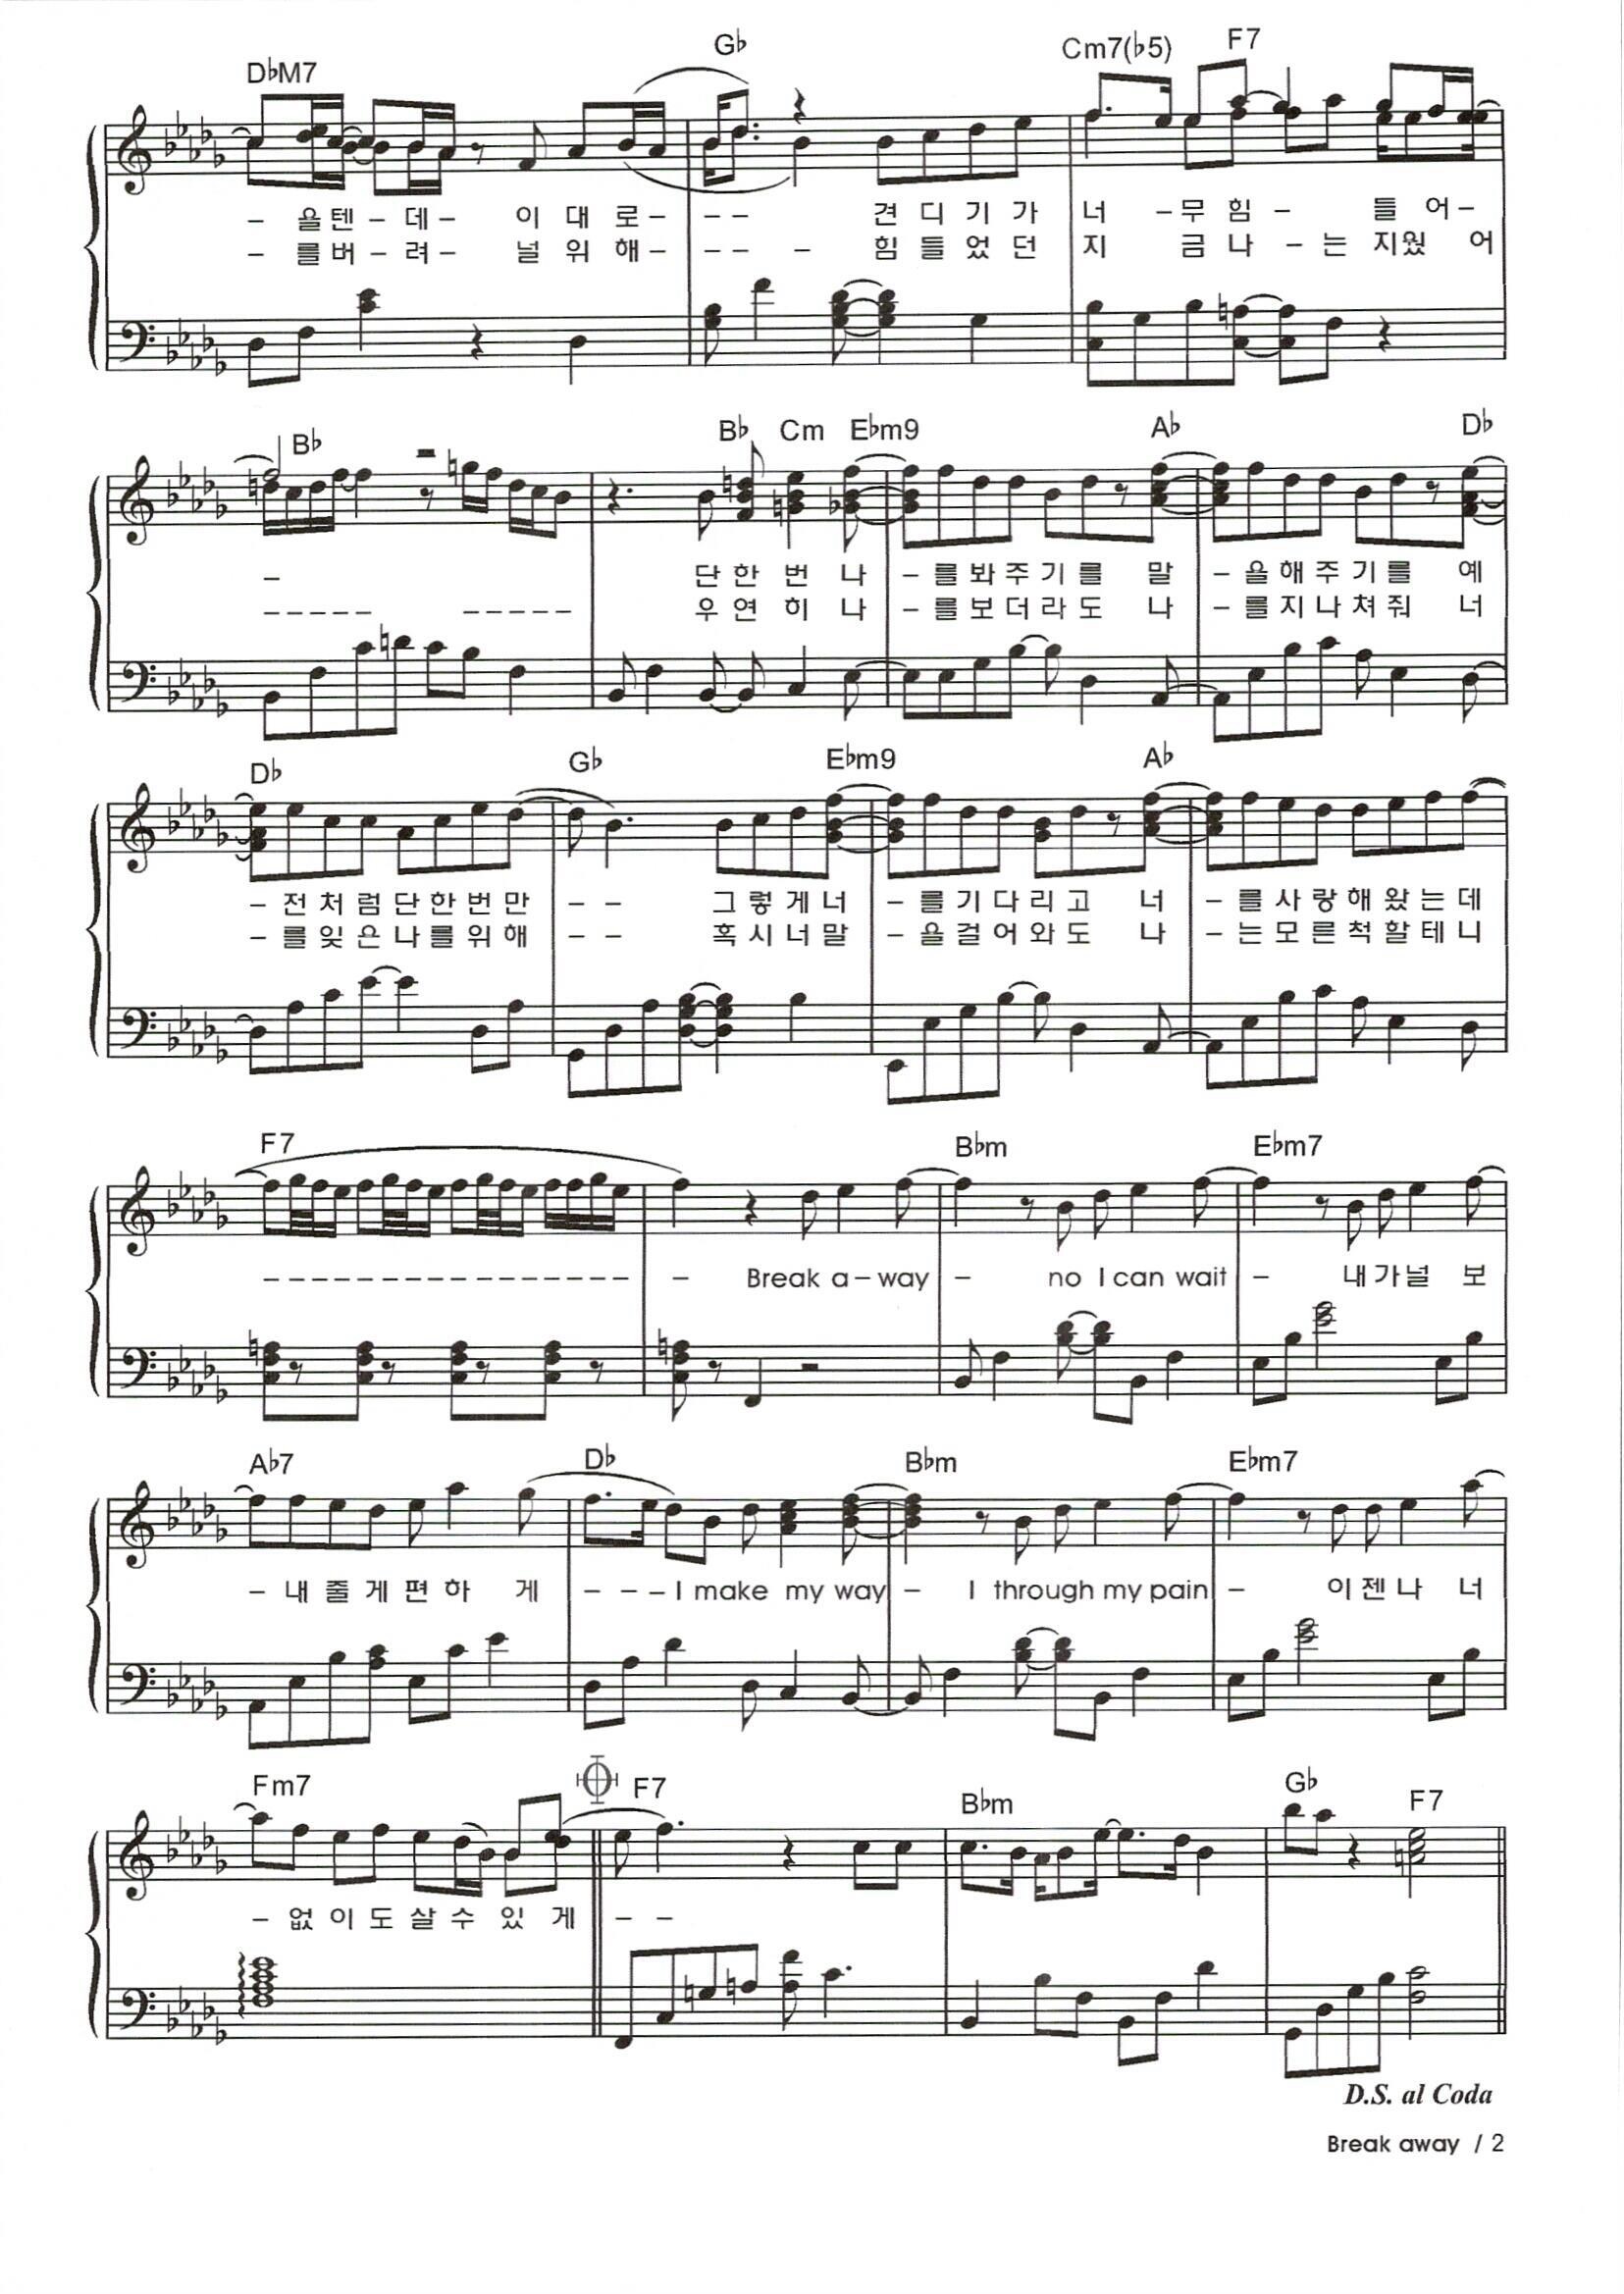 D♭M7 G♭ Cm7(♭5) F7
– 을텐 – 데 – 이 대 로 – – – – 견 디 기 가 너 – 무 힘 – 들 어 –
– 를버 – 려 – 널 위 해 – – – – 힘 들 었 던 지 금 나 – 는 지웠 어
B♭ B♭ Cm E♭m9 A♭ D♭
– 단 한 번 나 – 를 봐 주 기 를 말 – 을 해 주 기 를 예
– – – – – – – – – – 우 연 히 나 – 를 보 더 라 도 나 – 를 지 나 쳐 줘 너
D♭ G♭ E♭m9 A♭
– 전 처 럼 단 한 번 만 – – 그 렇 게 너 – 를 기 다 리 고 너 – 를 사 랑 해 왔 는 데
– 를 잊 은 나 를 위 해 – – 혹 시 너 말 – 을 걸 어 와 도 나 – 는 모 른 척 할 테 니
F7 B♭m E♭m7
– – – – – – – – – – – – – – – – – Break a – way – no I can wait – 내 가 널 보
A♭7 D♭ B♭m E♭m7
– 내 줄 게 편 하 게 – – – I make my way – I through my pain – 이 젠 나 너
Fm7 F7 B♭m G♭ F7
– 없 이 도 살 수 있 게 – –
D.S. al Coda
Break away / 2